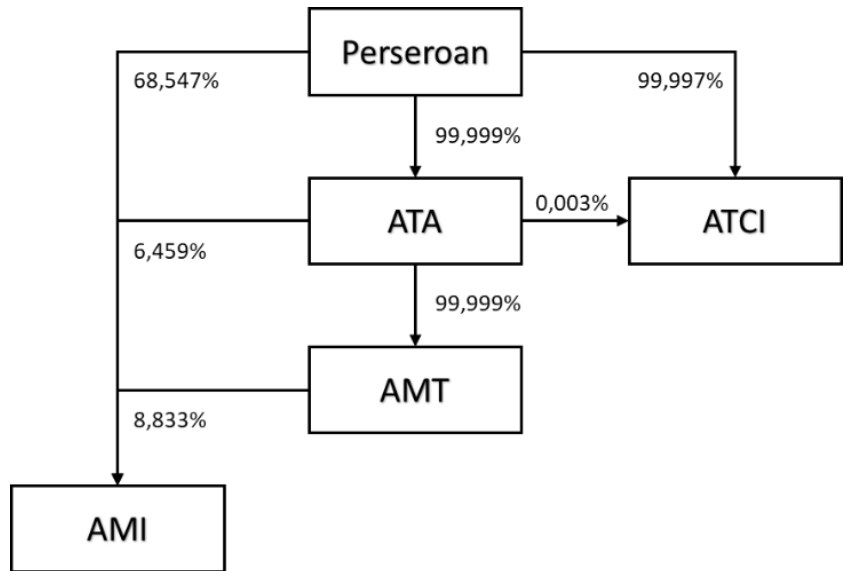 Perseroan
68,547%
99,997%
99,999%
ATA
0,003%
ATCI
6,459%
99,999%
AMT
8,833%
AMI